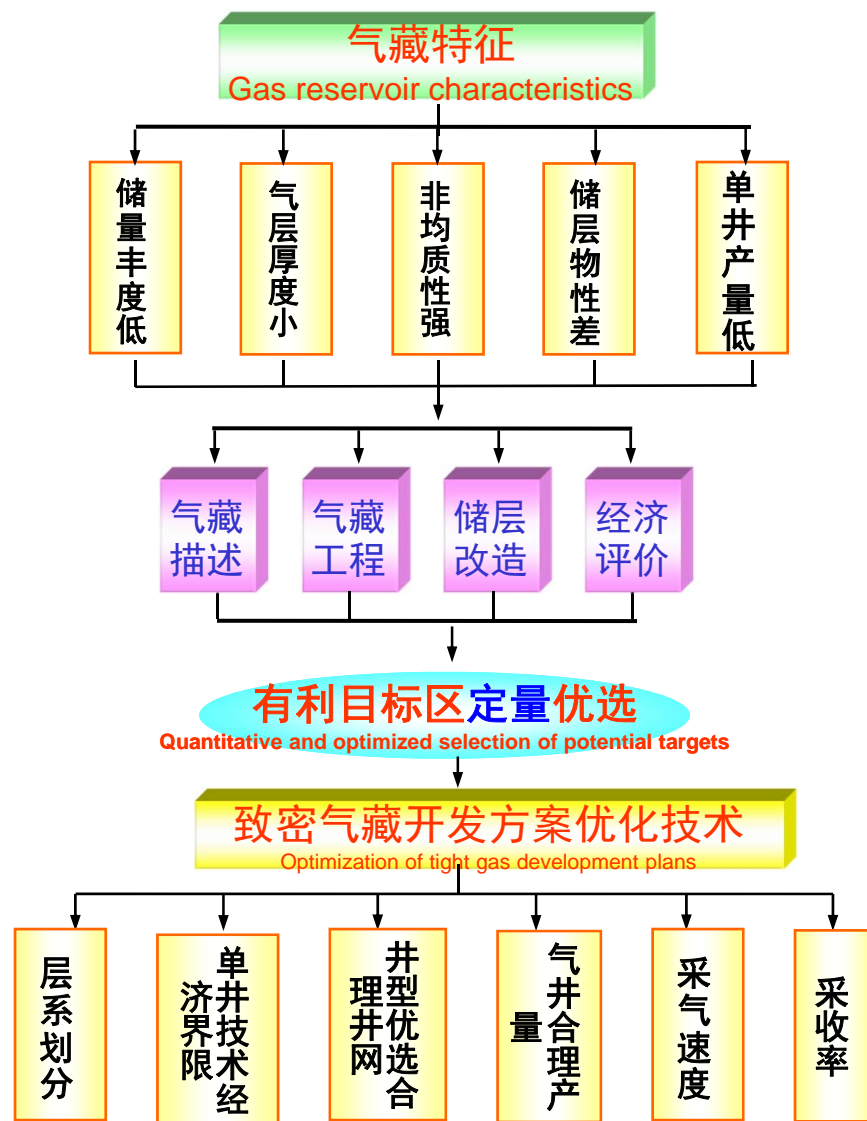 气藏特征
Gas reservoir characteristics
储量丰度低
气层厚度小
非均质性强
储层物性差
单井产量低
气藏
描述
气藏
工程
储层
改造
经济
评价
有利目标区定量优选
Quantitative and optimized selection of potential targets
致密气藏开发方案优化技术
Optimization of tight gas development plans
层系划分
单井技术经
济界限
井型优选合
理井网
气井合理产
量
采气速度
采收率